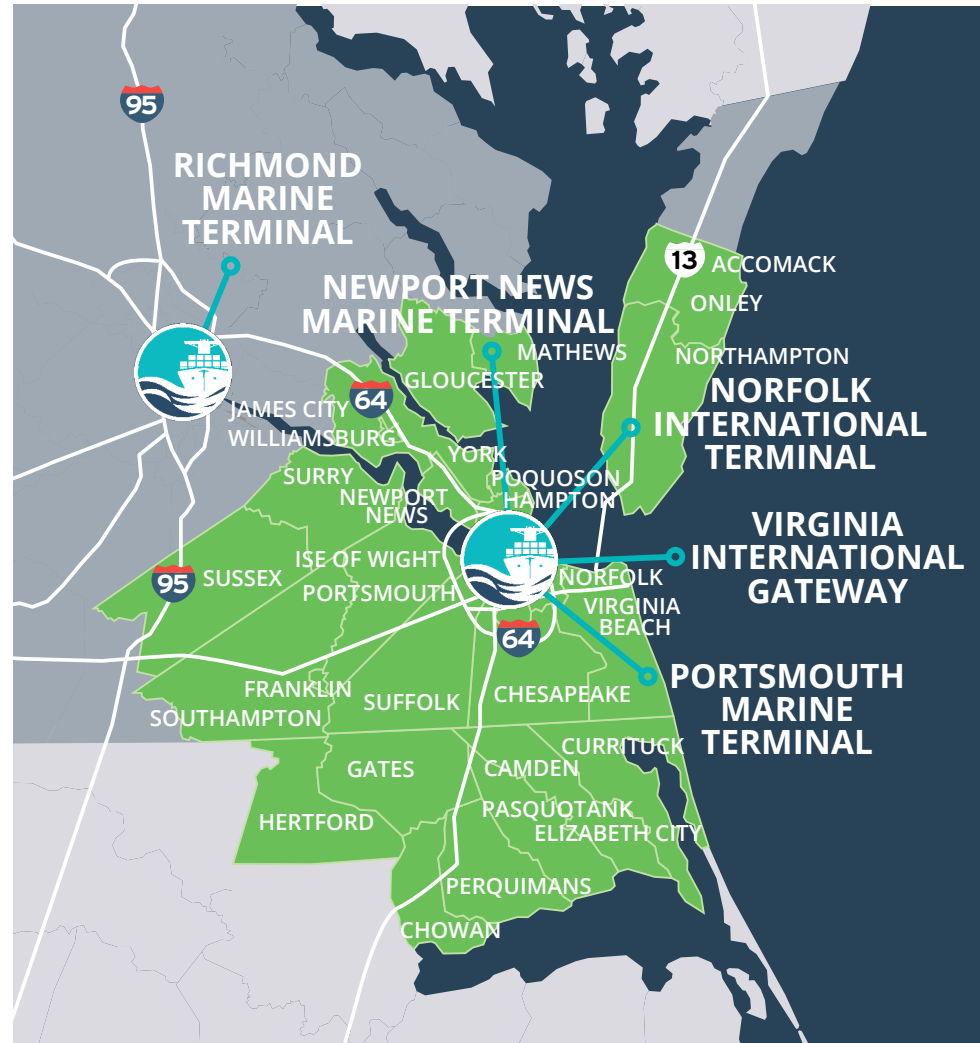 95
RICHMOND
MARINE
TERMINAL
13
ACCOMACK
NEWPORT NEWS
MARINE TERMINAL
ONLEY
MATHEWS
NORTHAMPTON
GLOUCESTER
64
JAMES CITY
WILLIAMSBURG
NORFOLK
INTERNATIONAL
TERMINAL
YORK
SURRY
POQUOSON
HAMPTON
NEWPORT
NEWS
VIRGINIA
INTERNATIONAL
GATEWAY
ISE OF WIGHT
95
SUSSEX
NORFOLK
PORTSMOUTH
VIRGINIA
BEACH
64
PORTSMOUTH
MARINE
TERMINAL
FRANKLIN
SUFFOLK
CHESAPEAKE
SOUTHAMPTON
CURRITUCK
GATES
CAMDEN
PASQUOTANK
HERTFORD
ELIZABETH CITY
PERQUIMANS
CHOWAN